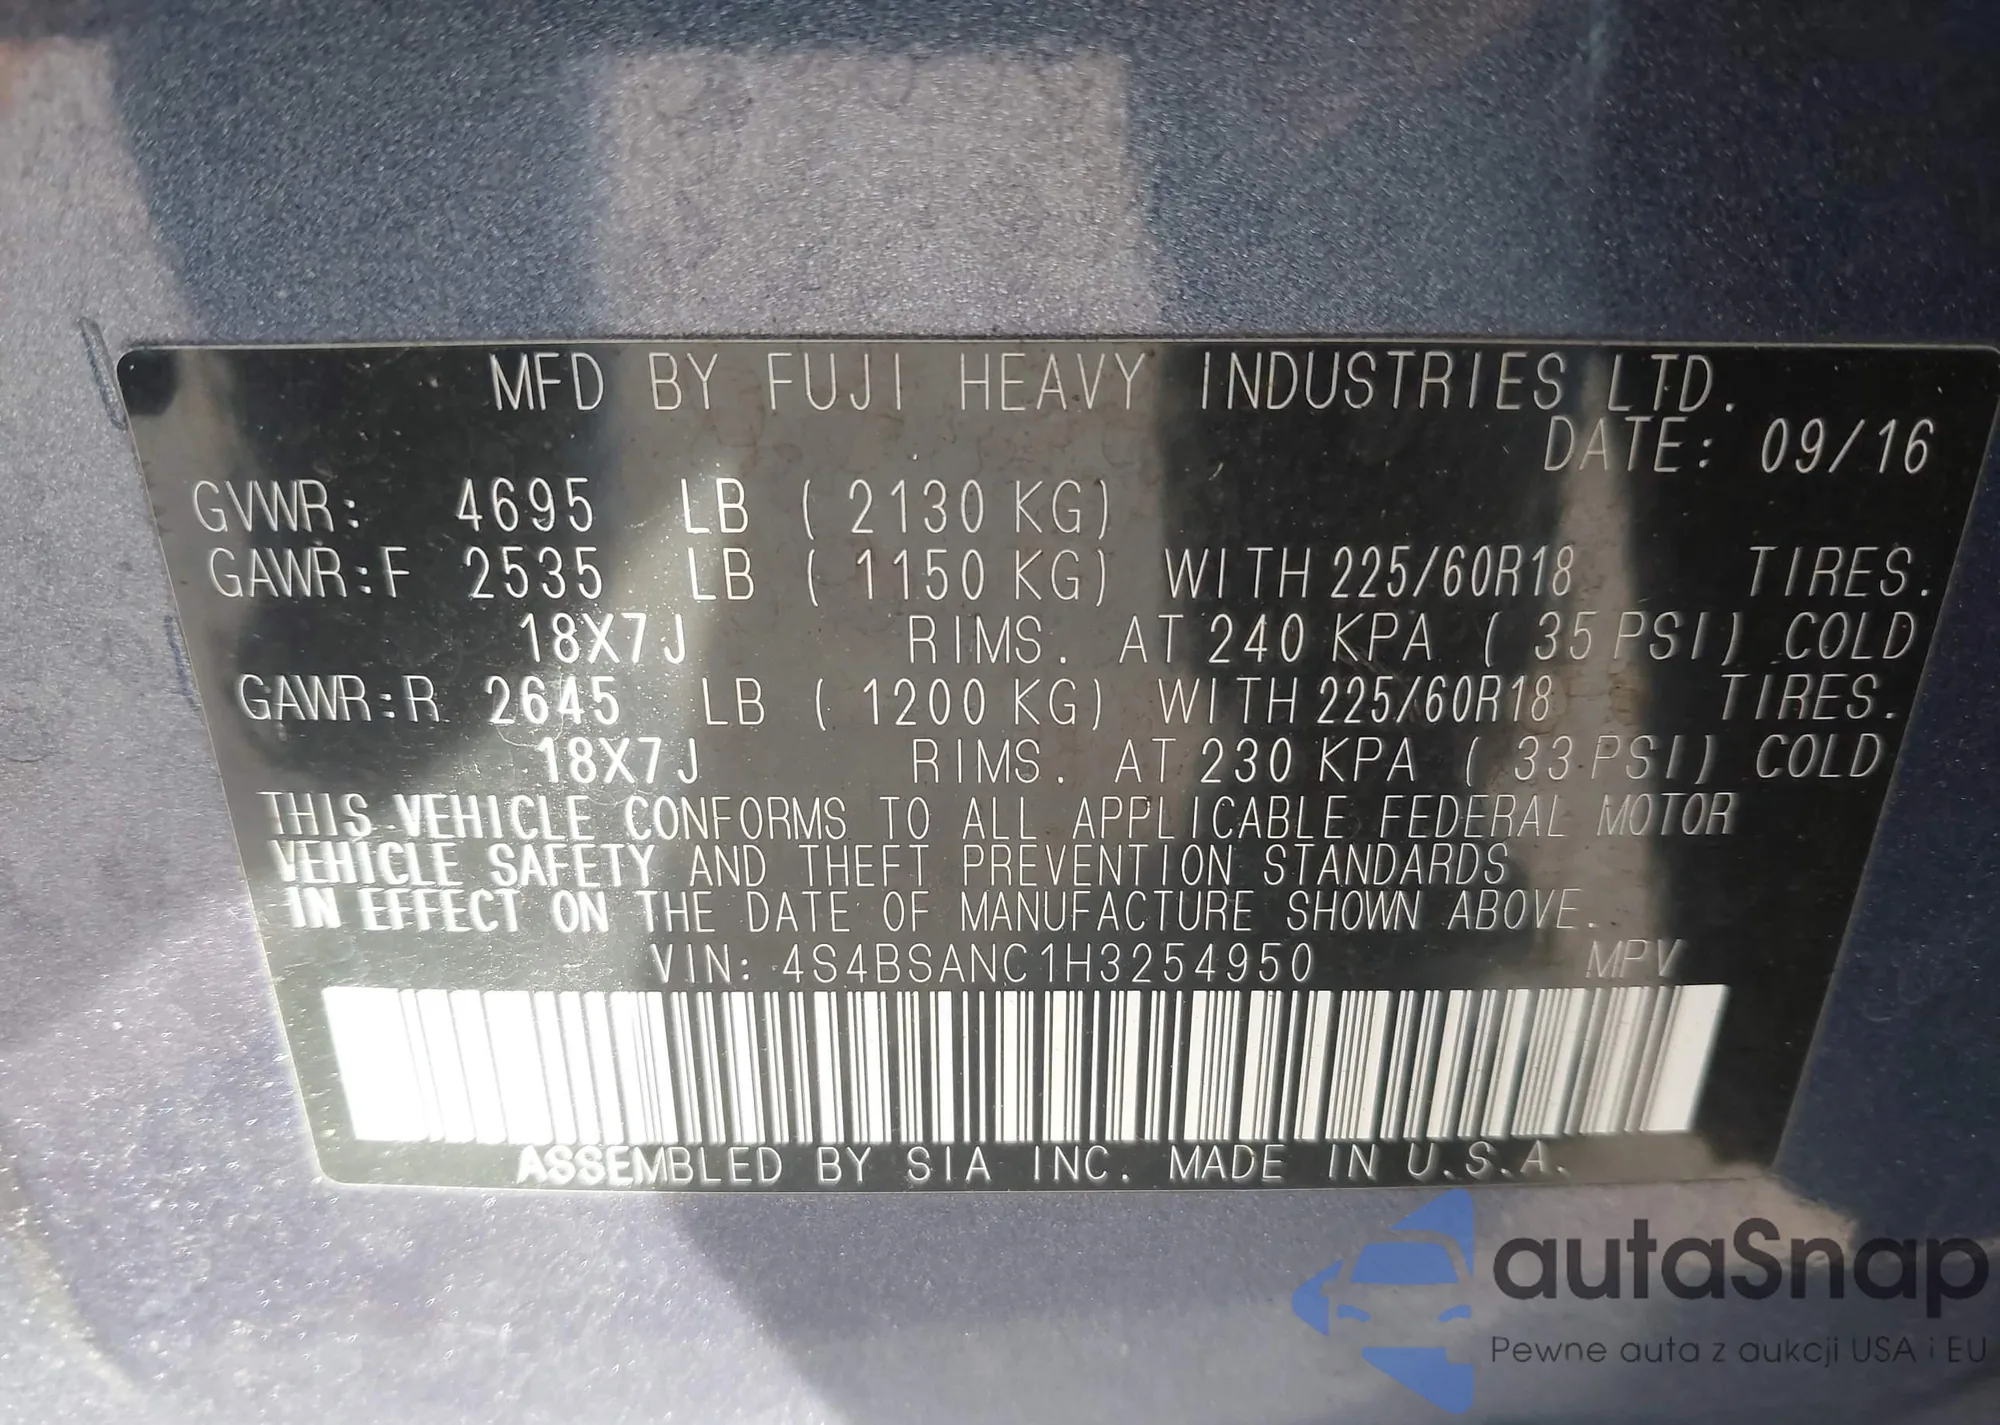 MFD BY FUJI HEAVY INDUSTRIES LTD.
DATE: 09/16
GVWR: 4695 LB ( 2130 KG)
GAWR:F 2535 LB ( 1150 KG) WITH 225/60R18 TIRES.
18X7J RIMS. AT 240 KPA ( 35 PSI) COLD
GAWR:R 2645 LB ( 1200 KG) WITH 225/60R18 TIRES.
18X7J RIMS. AT 230 KPA ( 33 PSI) COLD
THIS VEHICLE CONFORMS TO ALL APPLICABLE FEDERAL MOTOR
VEHICLE SAFETY AND THEFT PREVENTION STANDARDS
IN EFFECT ON THE DATE OF MANUFACTURE SHOWN ABOVE.
VIN: 4S4BSANC1H3254950 MPV
ASSEMBLED BY SIA INC. MADE IN U.S.A.
autaSnap
Pewne auta z aukcji USA i EU